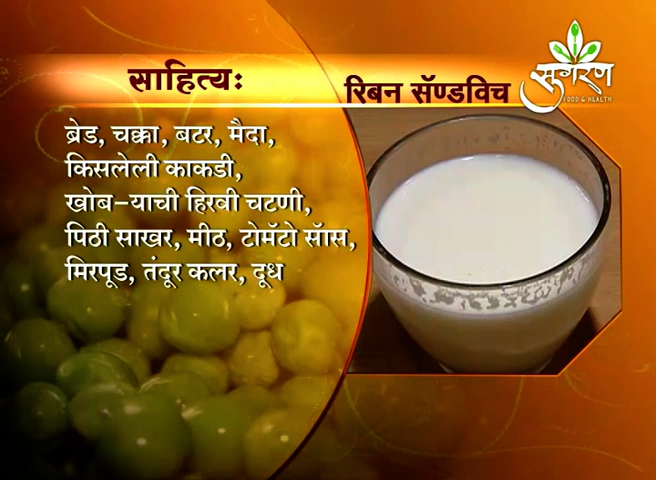 साहित्यः
रिबन सॅण्डविच
सुगरण
FOOD & HEALTH
ब्रेड, चक्का, बटर, मैदा,
किसलेली काकडी,
खोब-याची हिरवी चटणी,
पिठी साखर, मीठ, टोमॅटो सॅास,
मिरपूड, तंदूर कलर, दूध